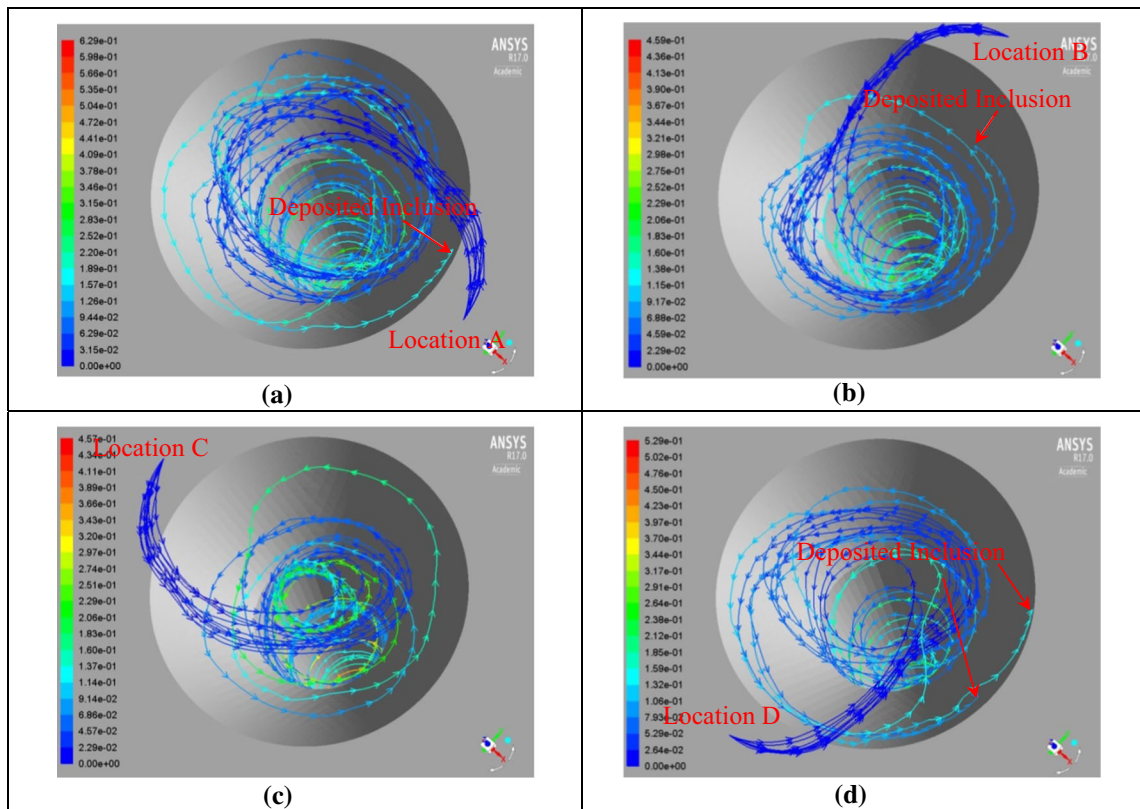 6.29e-01
5.98e-01
5.66e-01
5.35e-01
5.04e-01
4.72e-01
4.41e-01
4.09e-01
3.78e-01
3.46e-01
3.15e-01
2.83e-01
2.52e-01
2.20e-01
1.89e-01
1.57e-01
1.26e-01
9.44e-02
6.29e-02
3.15e-02
0.00e+00
ANSYS
R17.0
Academic
Deposited Inclusion
Location A
(a)
4.59e-01
4.36e-01
4.13e-01
3.90e-01
3.67e-01
3.44e-01
3.21e-01
2.98e-01
2.75e-01
2.52e-01
2.29e-01
2.06e-01
1.83e-01
1.60e-01
1.38e-01
1.15e-01
9.17e-02
6.88e-02
4.59e-02
2.29e-02
0.00e+00
ANSYS
R17.0
Academic
Location B
Deposited Inclusion
(b)
4.57e-01
4.34e-01
4.11e-01
3.89e-01
3.66e-01
3.43e-01
3.20e-01
2.97e-01
2.74e-01
2.51e-01
2.29e-01
2.06e-01
1.83e-01
1.60e-01
1.37e-01
1.14e-01
9.14e-02
6.86e-02
4.57e-02
2.29e-02
0.00e+00
Location C
ANSYS
R17.0
Academic
(c)
5.29e-01
5.02e-01
4.76e-01
4.50e-01
4.23e-01
3.97e-01
3.70e-01
3.44e-01
3.17e-01
2.91e-01
2.64e-01
2.38e-01
2.12e-01
1.85e-01
1.59e-01
1.32e-01
1.06e-01
7.93e-02
5.29e-02
2.64e-02
0.00e+00
ANSYS
R17.0
Academic
Deposited Inclusion
Location D
(d)